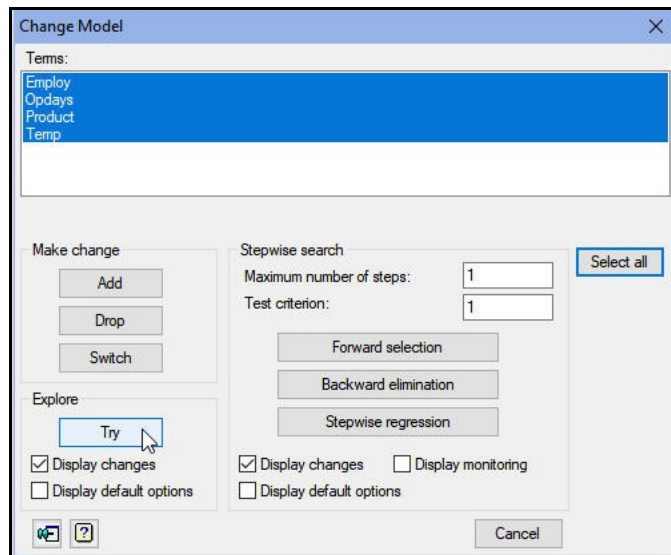 Change Model
Terms:
Employ
Opdays
Product
Temp
Make change
Add
Drop
Switch
Explore
Try
Display changes
Display default options
Stepwise search
Maximum number of steps: 1
Test criterion: 1
Forward selection
Backward elimination
Stepwise regression
Display changes Display monitoring
Display default options
Select all
?
Cancel